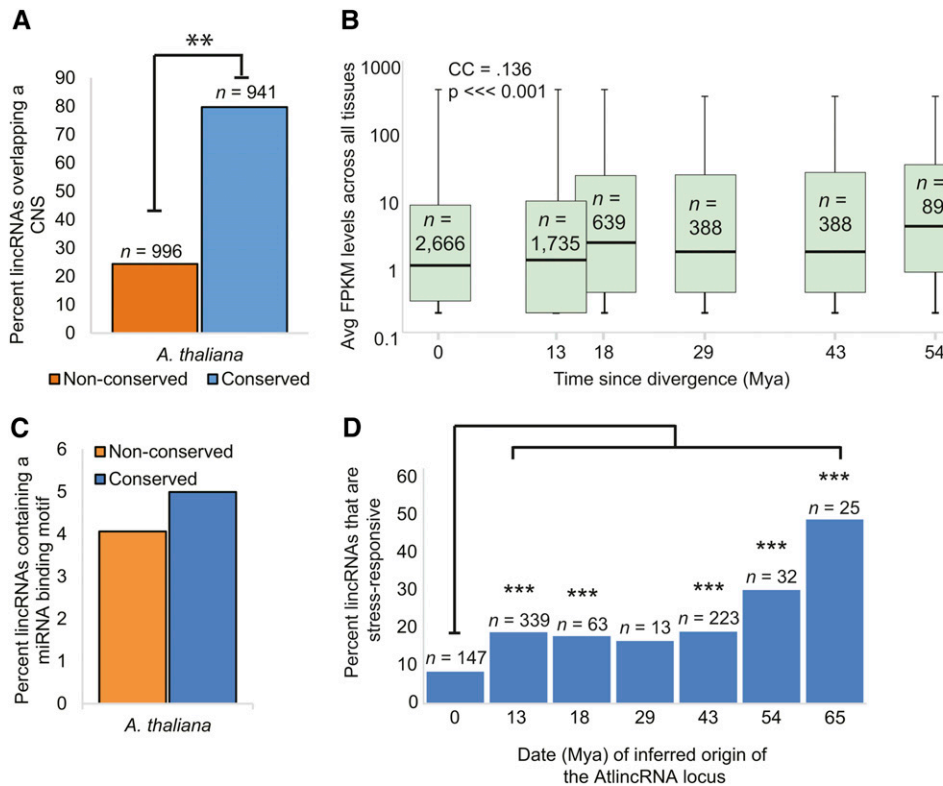 A
**
Percent lincRNAs overlapping a
CNS
90
80
70
60
50
40
30
20
10
0
n = 941
n = 996
A. thaliana
Non-conserved
Conserved
B
CC = .136
p <<< 0.001
Avg FPKM levels across all tissues
1000
100
10
1
0.1
n =
2,666
n =
1,735
n =
639
n =
388
n =
388
n =
89
0 13 18 29 43 54
Time since divergence (Mya)
C
Non-conserved
Conserved
Percent lincRNAs containing a
miRNA binding motif
6
5
4
3
2
1
0
A. thaliana
D
Percent lincRNAs that are
stress-responsive
60
50
40
30
20
10
0
n = 147
***
n = 339
***
n = 63
n = 13
***
n = 223
***
n = 32
***
n = 25
0 13 18 29 43 54 65
Date (Mya) of inferred origin of
the AtlincRNA locus